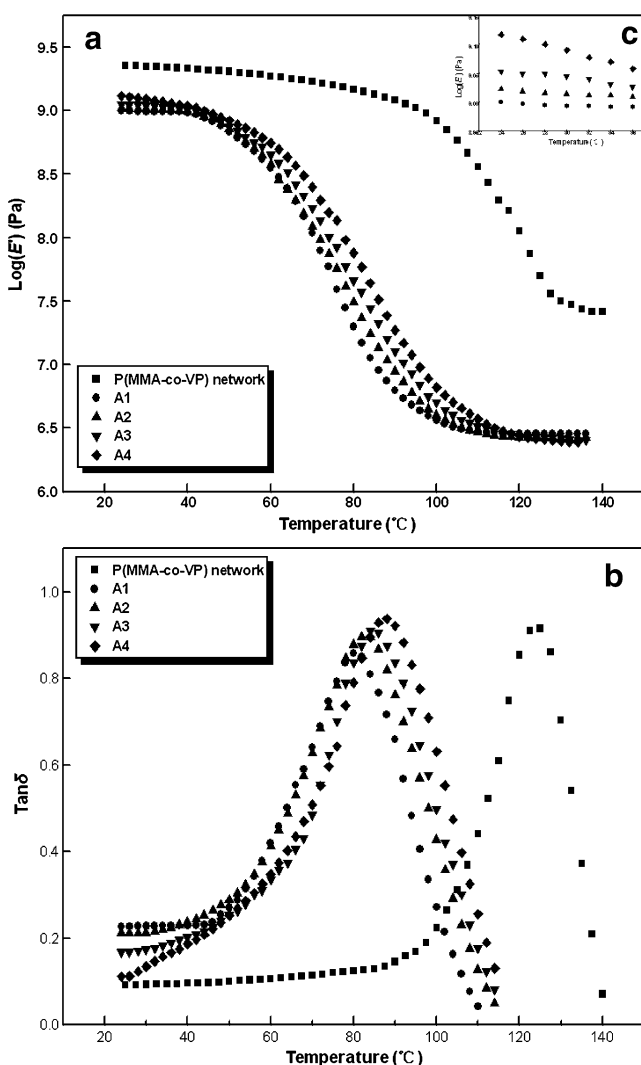 a
c
Log(E') (Pa)
Temperature (°C)
9.5
9.0
8.5
8.0
7.5
7.0
6.5
6.0
P(MMA-co-VP) network
A1
A2
A3
A4
20 40 60 80 100 120 140
Temperature (°C)
Log(E') (Pa)
b
P(MMA-co-VP) network
A1
A2
A3
A4
1.0
0.8
0.6
0.4
0.2
0.0
20 40 60 80 100 120 140
Temperature (°C)
Tanδ